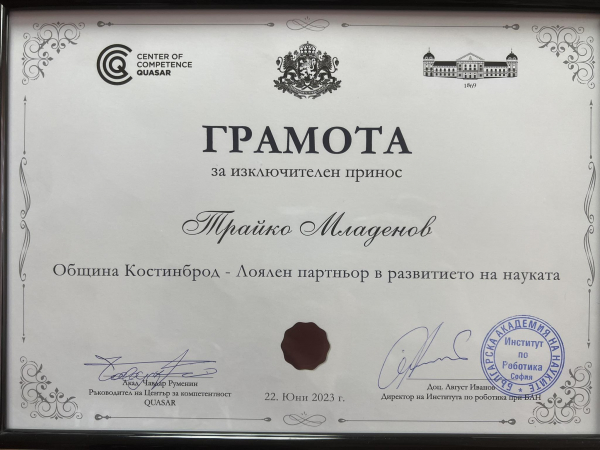 CENTER OF
COMPETENCE
QUASAR
1869
ГРАМОТА
за изключителен принос
Трайко Младенов
Община Костинброд - Лоялен партньор в развитието на науката
Акад. Чавдар Руменин
Ръководител на Център за компетентност
QUASAR
22. Юни 2023 г.
Доц. Август Иванов
Директор на Института по роботика при БАН
БЪЛГАРСКА АКАДЕМИЯ НА НАУКИТЕ
Институт
по
Роботика
София